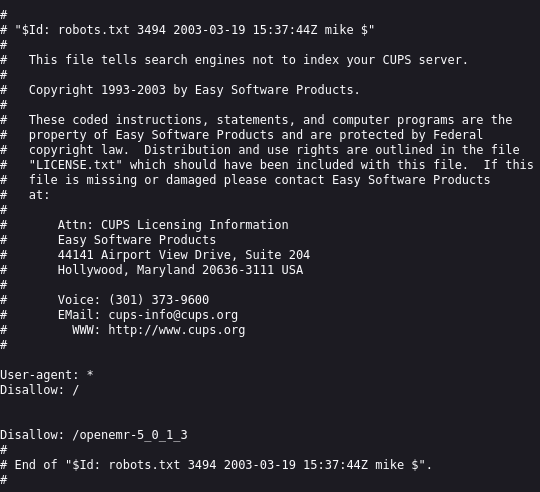 #
# "$Id: robots.txt 3494 2003-03-19 15:37:44Z mike $"
#
#   This file tells search engines not to index your CUPS server.
#
#   Copyright 1993-2003 by Easy Software Products.
#
#   These coded instructions, statements, and computer programs are the
#   property of Easy Software Products and are protected by Federal
#   copyright law.  Distribution and use rights are outlined in the file
#   "LICENSE.txt" which should have been included with this file.  If this
#   file is missing or damaged please contact Easy Software Products
#   at:
#
#       Attn: CUPS Licensing Information
#       Easy Software Products
#       44141 Airport View Drive, Suite 204
#       Hollywood, Maryland 20636-3111 USA
#
#       Voice: (301) 373-9600
#       EMail: cups-info@cups.org
#         WWW: http://www.cups.org
#

User-agent: *
Disallow: /


Disallow: /openemr-5_0_1_3
#
# End of "$Id: robots.txt 3494 2003-03-19 15:37:44Z mike $".
#